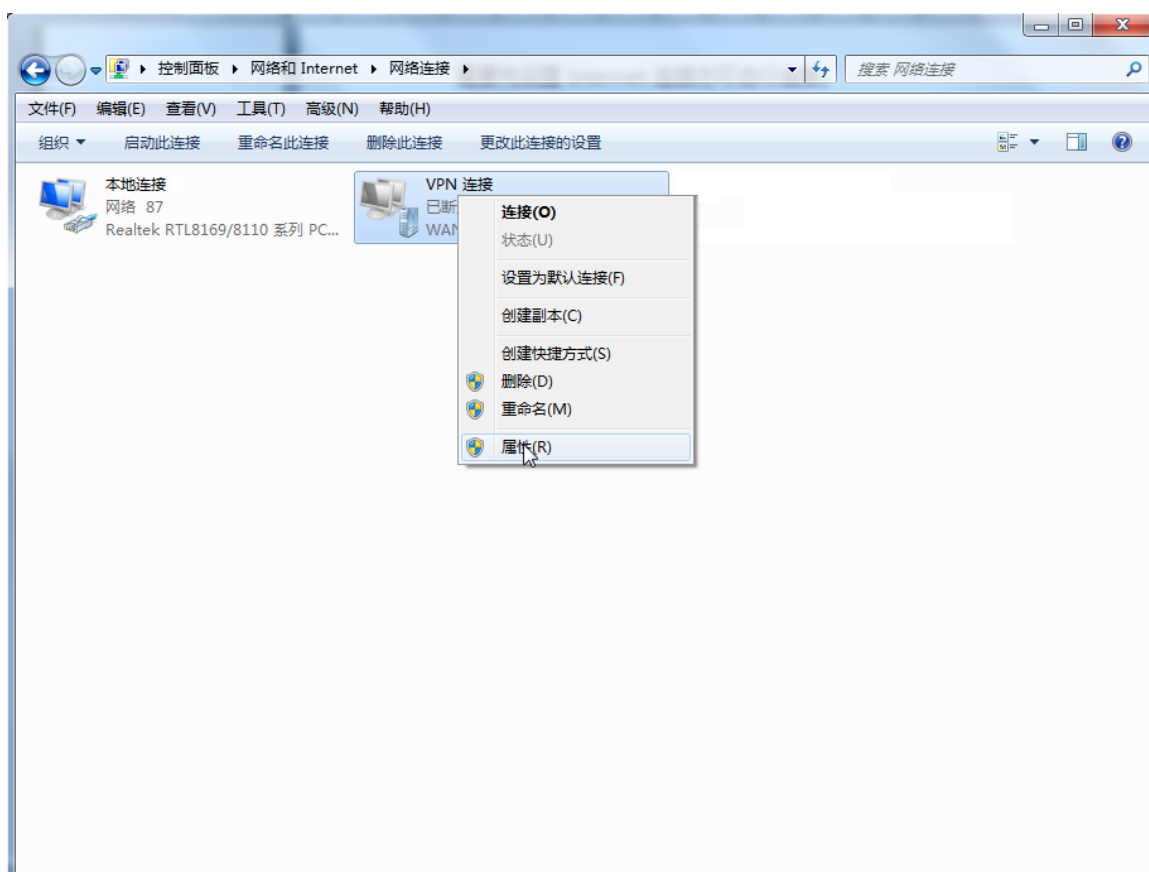 控制面板 网络和 Internet 网络连接
搜索 网络连接
文件(F) 编辑(E) 查看(V) 工具(T) 高级(N) 帮助(H)
组织 启动此连接 重命名此连接 删除此连接 更改此连接的设置
本地连接
网络 87
Realtek RTL8169/8110 系列 PC...
VPN 连接
已断
WAN
连接(O)
状态(U)
设置为默认连接(F)
创建副本(C)
创建快捷方式(S)
删除(D)
重命名(M)
属性(R)